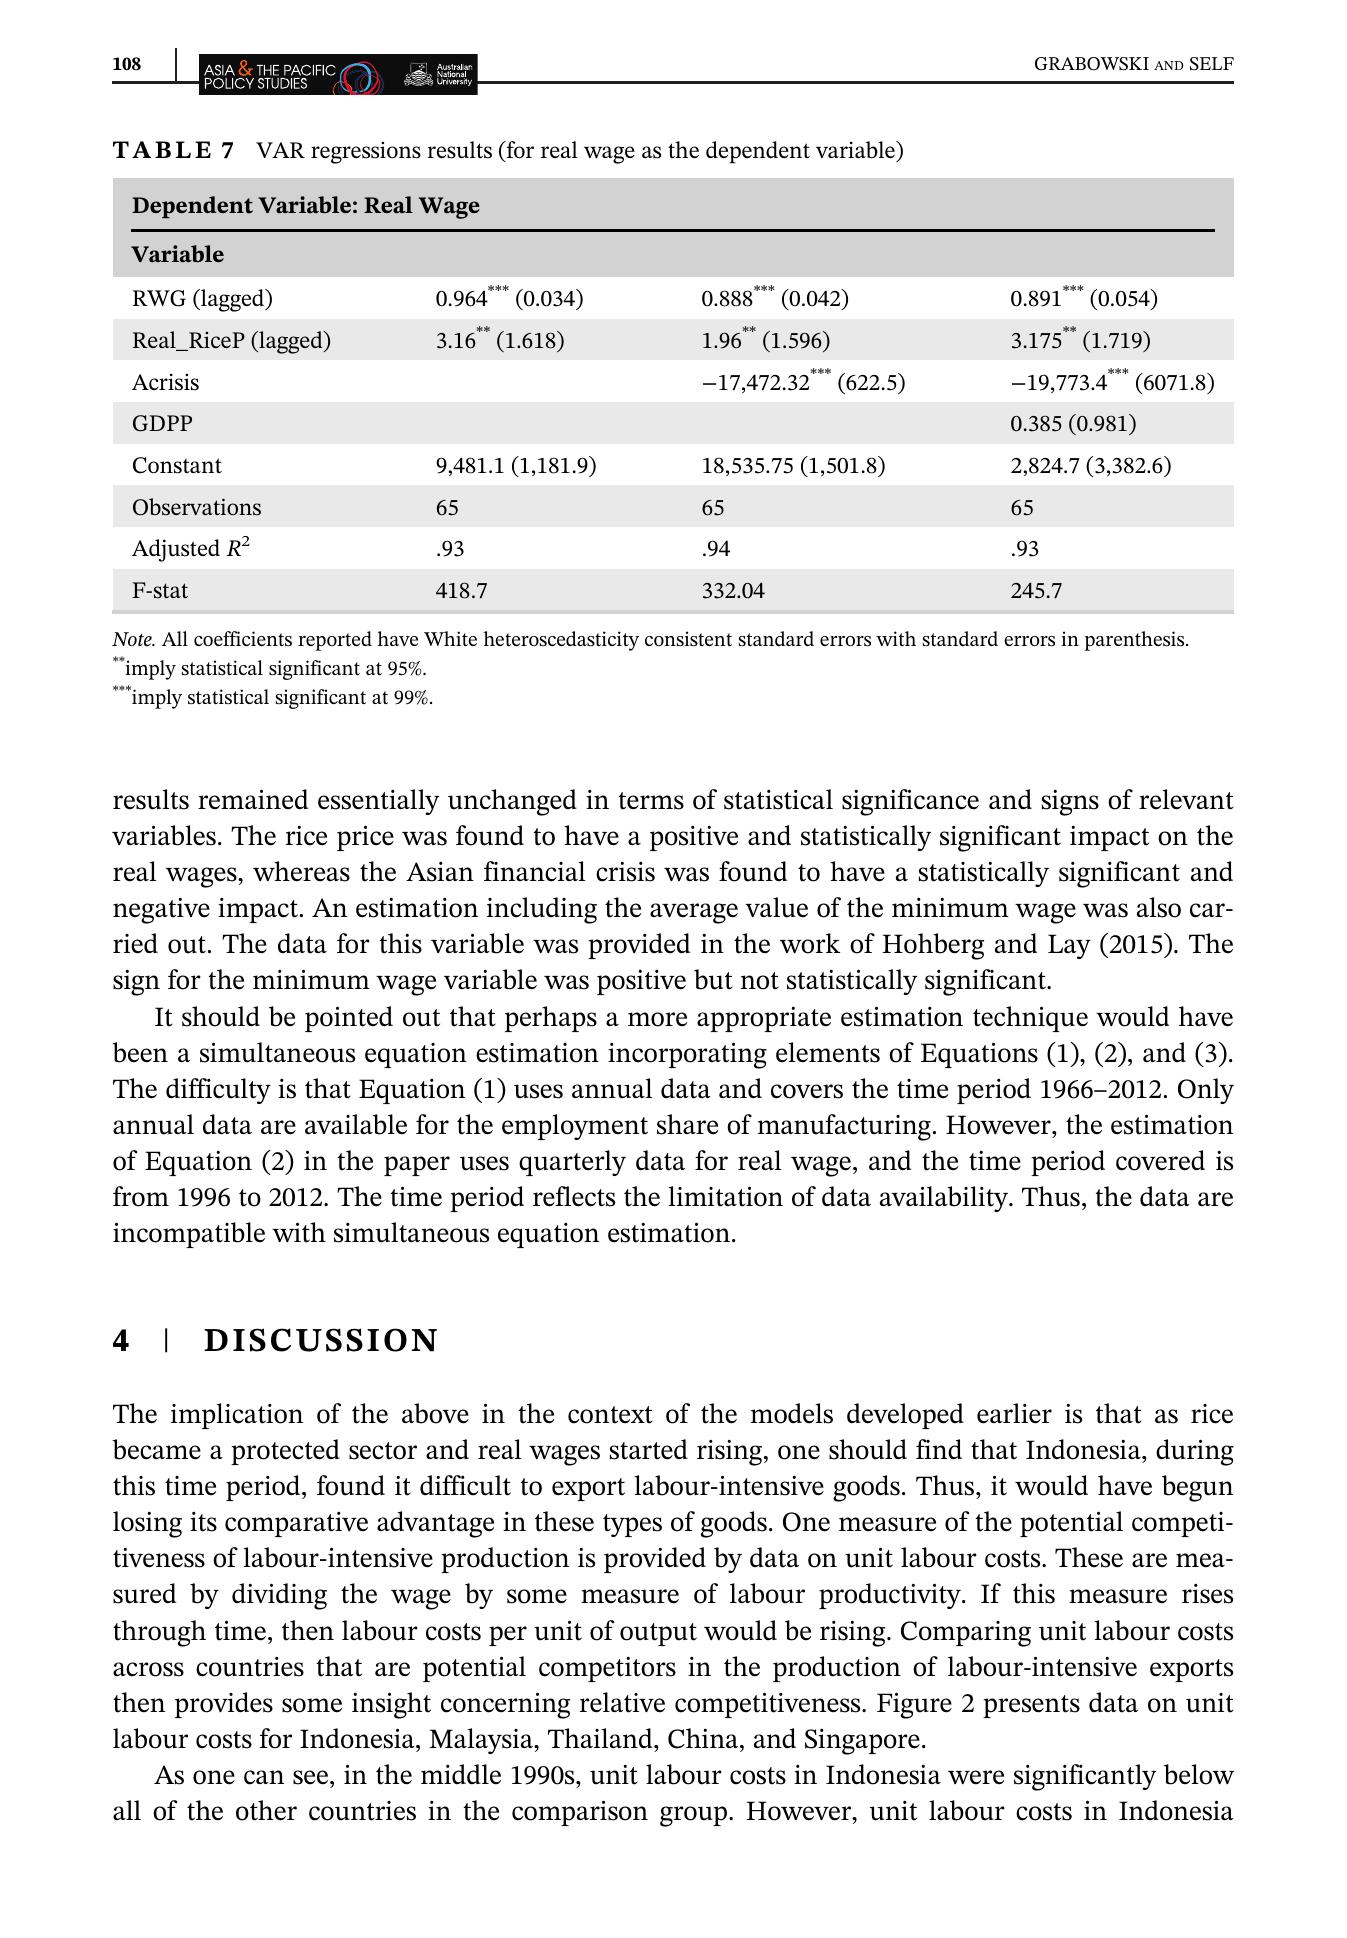 108
ASIA & THE PACIFIC
POLICY STUDIES
Australian
National
University
GRABOWSKI AND SELF
TABLE 7 VAR regressions results (for real wage as the dependent variable)
Dependent Variable: Real Wage
Variable
RWG (lagged) 0.964*** (0.034) 0.888*** (0.042) 0.891*** (0.054)
Real_RiceP (lagged) 3.16** (1.618) 1.96** (1.596) 3.175** (1.719)
Acrisis −17,472.32*** (622.5) −19,773.4*** (6071.8)
GDPP 0.385 (0.981)
Constant 9,481.1 (1,181.9) 18,535.75 (1,501.8) 2,824.7 (3,382.6)
Observations 65 65 65
Adjusted R² .93 .94 .93
F-stat 418.7 332.04 245.7
Note. All coefficients reported have White heteroscedasticity consistent standard errors with standard errors in parenthesis.
**imply statistical significant at 95%.
***imply statistical significant at 99%.
results remained essentially unchanged in terms of statistical significance and signs of relevant
variables. The rice price was found to have a positive and statistically significant impact on the
real wages, whereas the Asian financial crisis was found to have a statistically significant and
negative impact. An estimation including the average value of the minimum wage was also car-
ried out. The data for this variable was provided in the work of Hohberg and Lay (2015). The
sign for the minimum wage variable was positive but not statistically significant.
It should be pointed out that perhaps a more appropriate estimation technique would have
been a simultaneous equation estimation incorporating elements of Equations (1), (2), and (3).
The difficulty is that Equation (1) uses annual data and covers the time period 1966–2012. Only
annual data are available for the employment share of manufacturing. However, the estimation
of Equation (2) in the paper uses quarterly data for real wage, and the time period covered is
from 1996 to 2012. The time period reflects the limitation of data availability. Thus, the data are
incompatible with simultaneous equation estimation.
4 | DISCUSSION
The implication of the above in the context of the models developed earlier is that as rice
became a protected sector and real wages started rising, one should find that Indonesia, during
this time period, found it difficult to export labour-intensive goods. Thus, it would have begun
losing its comparative advantage in these types of goods. One measure of the potential competi-
tiveness of labour-intensive production is provided by data on unit labour costs. These are mea-
sured by dividing the wage by some measure of labour productivity. If this measure rises
through time, then labour costs per unit of output would be rising. Comparing unit labour costs
across countries that are potential competitors in the production of labour-intensive exports
then provides some insight concerning relative competitiveness. Figure 2 presents data on unit
labour costs for Indonesia, Malaysia, Thailand, China, and Singapore.
As one can see, in the middle 1990s, unit labour costs in Indonesia were significantly below
all of the other countries in the comparison group. However, unit labour costs in Indonesia